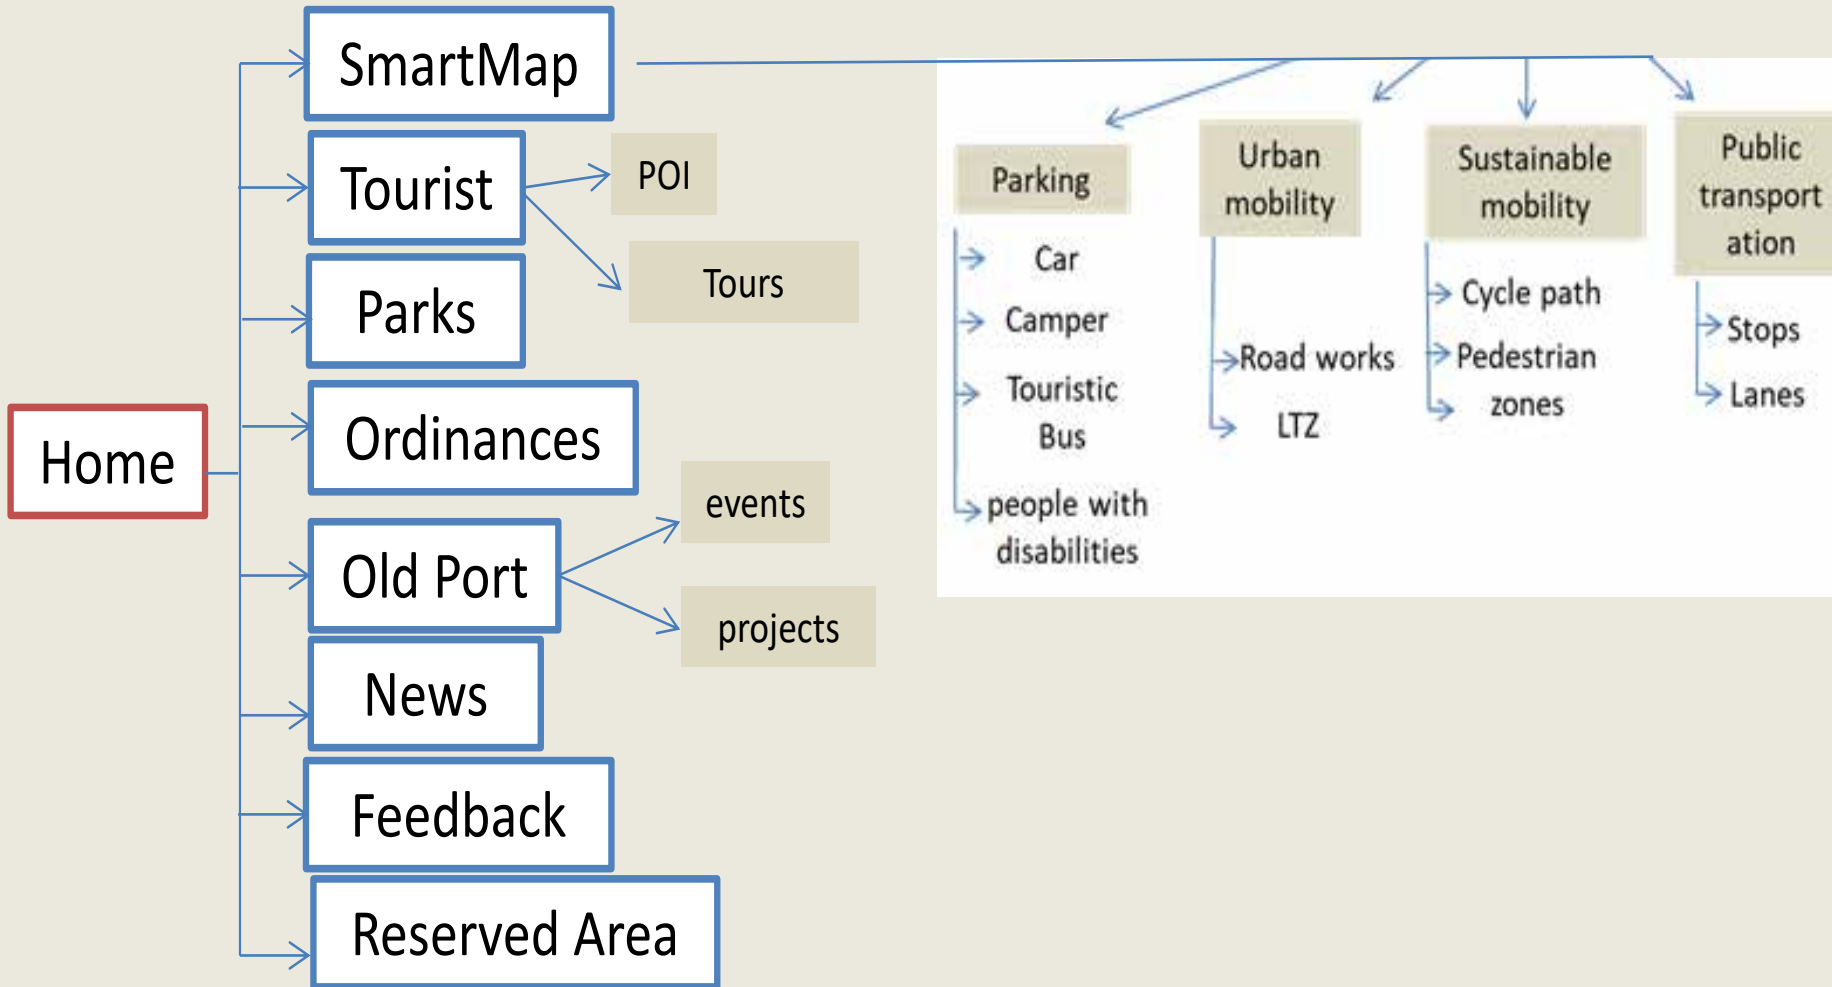 SmartMap
Tourist
POI
Tours
Parks
Ordinances
Home
Old Port
events
projects
News
Feedback
Reserved Area
Parking
Car
Camper
Touristic
Bus
people with
disabilities
Urban
mobility
Road works
LTZ
Sustainable
mobility
Cycle path
Pedestrian
zones
Public
transport
ation
Stops
Lanes